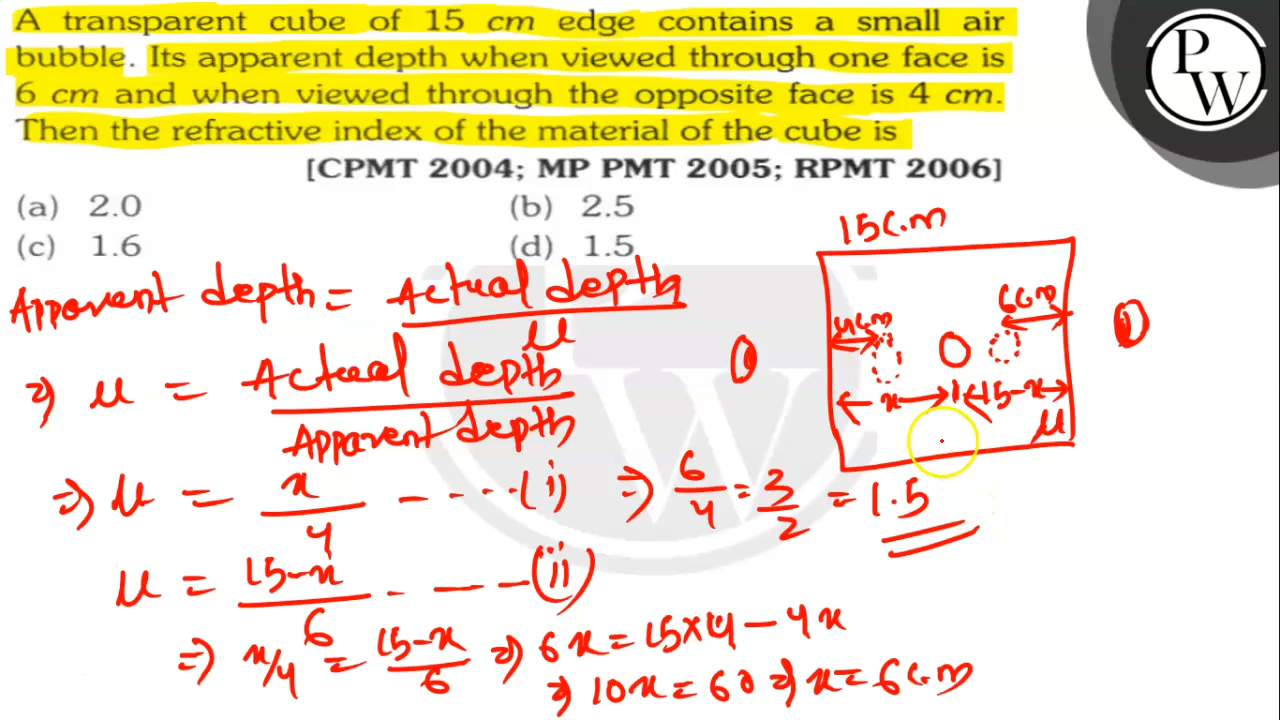 A transparent cube of 15 cm edge contains a small air
bubble. Its apparent depth when viewed through one face is
6 cm and when viewed through the opposite face is 4 cm.
Then the refractive index of the material of the cube is
[CPMT 2004; MP PMT 2005; RPMT 2006]
(a) 2.0 (b) 2.5
(c) 1.6 (d) 1.5
P
W
15cm
4cm
6cm
x
15-x
μ
Apparent depth = Actual depth / μ
⇒ μ = Actual depth / Apparent depth
⇒ μ = x/4 ----(i) ⇒ 6/4 = 3/2 = 1.5
μ = 15-x/6 ----(ii)
⇒ x/4 = 15-x/6 ⇒ 6x = 15×4 - 4x
⇒ 10x = 60 ⇒ x = 6cm